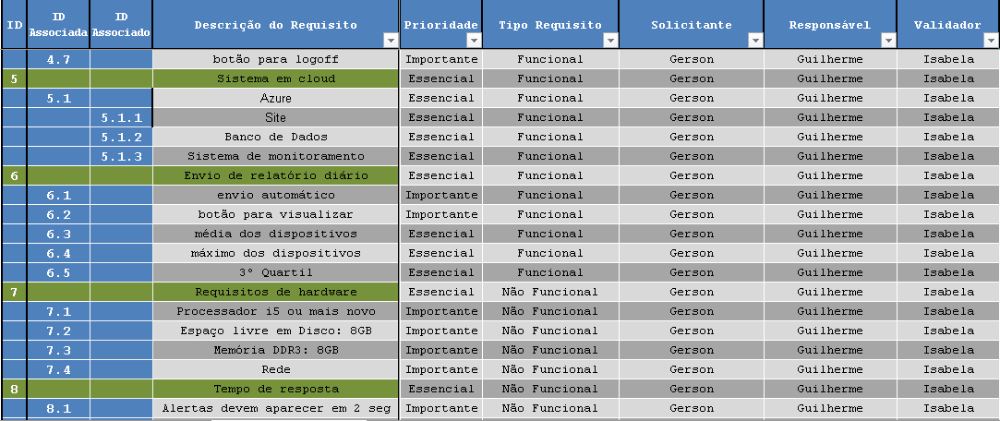 ID ID Associada ID Associado Descrição do Requisito Prioridade Tipo Requisito Solicitante Responsável Validador
4.7 botão para logoff Importante Funcional Gerson Guilherme Isabela
5 Sistema em cloud Essencial Funcional Gerson Guilherme Isabela
5.1 Azure Essencial Funcional Gerson Guilherme Isabela
5.1.1 Site Essencial Funcional Gerson Guilherme Isabela
5.1.2 Banco de Dados Essencial Funcional Gerson Guilherme Isabela
5.1.3 Sistema de monitoramento Essencial Funcional Gerson Guilherme Isabela
6 Envio de relatório diário Essencial Funcional Gerson Guilherme Isabela
6.1 envio automático Importante Funcional Gerson Guilherme Isabela
6.2 botão para visualizar Importante Funcional Gerson Guilherme Isabela
6.3 média dos dispositivos Essencial Funcional Gerson Guilherme Isabela
6.4 máximo dos dispositivos Essencial Funcional Gerson Guilherme Isabela
6.5 3° Quartil Essencial Funcional Gerson Guilherme Isabela
7 Requisitos de hardware Essencial Não Funcional Gerson Guilherme Isabela
7.1 Processador i5 ou mais novo Importante Não Funcional Gerson Guilherme Isabela
7.2 Espaço livre em Disco: 8GB Importante Não Funcional Gerson Guilherme Isabela
7.3 Memória DDR3: 8GB Importante Não Funcional Gerson Guilherme Isabela
7.4 Rede Importante Não Funcional Gerson Guilherme Isabela
8 Tempo de resposta Essencial Não Funcional Gerson Guilherme Isabela
8.1 Alertas devem aparecer em 2 seg Importante Não Funcional Gerson Guilherme Isabela